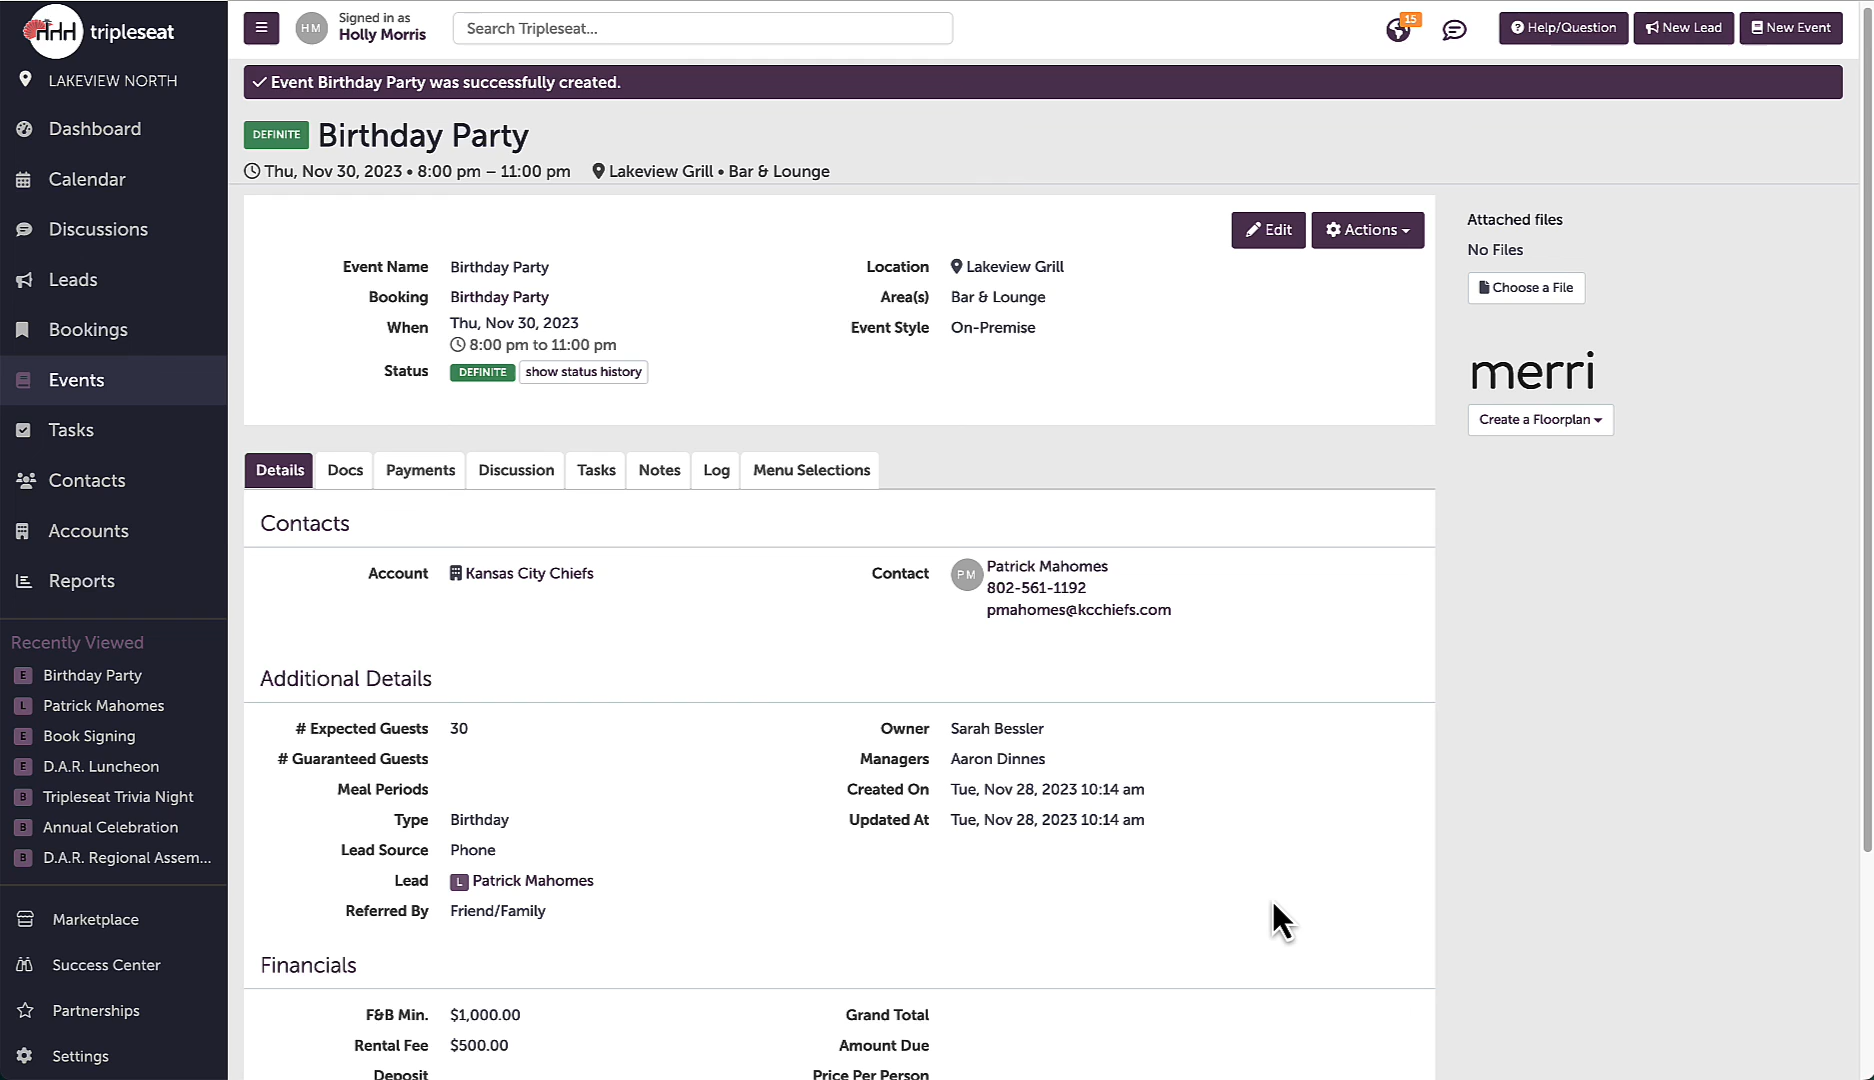 tripleseat
LAKEVIEW NORTH
Dashboard
Calendar
Discussions
Leads
Bookings
Events
Tasks
Contacts
Accounts
Reports
Recently Viewed
E Birthday Party
L Patrick Mahomes
E Book Signing
E D.A.R. Luncheon
B Tripleseat Trivia Night
B Annual Celebration
B D.A.R. Regional Assem...
Marketplace
Success Center
Partnerships
Settings
HM
Signed in as
Holly Morris
Search Tripleseat...
15
Help/Question
New Lead
New Event
Event Birthday Party was successfully created.
DEFINITE Birthday Party
Thu, Nov 30, 2023 • 8:00 pm – 11:00 pm Lakeview Grill • Bar & Lounge
Edit
Actions
Event Name Birthday Party
Booking Birthday Party
When Thu, Nov 30, 2023
8:00 pm to 11:00 pm
Status DEFINITE show status history
Location Lakeview Grill
Area(s) Bar & Lounge
Event Style On-Premise
Attached files
No Files
Choose a File
merri
Create a Floorplan
Details Docs Payments Discussion Tasks Notes Log Menu Selections
Contacts
Account Kansas City Chiefs
Contact PM Patrick Mahomes
802-561-1192
pmahomes@kcchiefs.com
Additional Details
# Expected Guests 30
# Guaranteed Guests
Meal Periods
Type Birthday
Lead Source Phone
Lead L Patrick Mahomes
Referred By Friend/Family
Owner Sarah Bessler
Managers Aaron Dinnes
Created On Tue, Nov 28, 2023 10:14 am
Updated At Tue, Nov 28, 2023 10:14 am
Financials
F&B Min. $1,000.00
Rental Fee $500.00
Deposit
Grand Total
Amount Due
Price Per Person